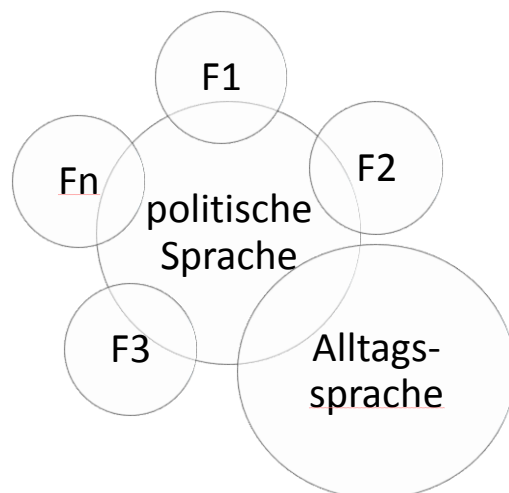 F1
F2
Fn
politische
Sprache
F3
Alltags-
sprache